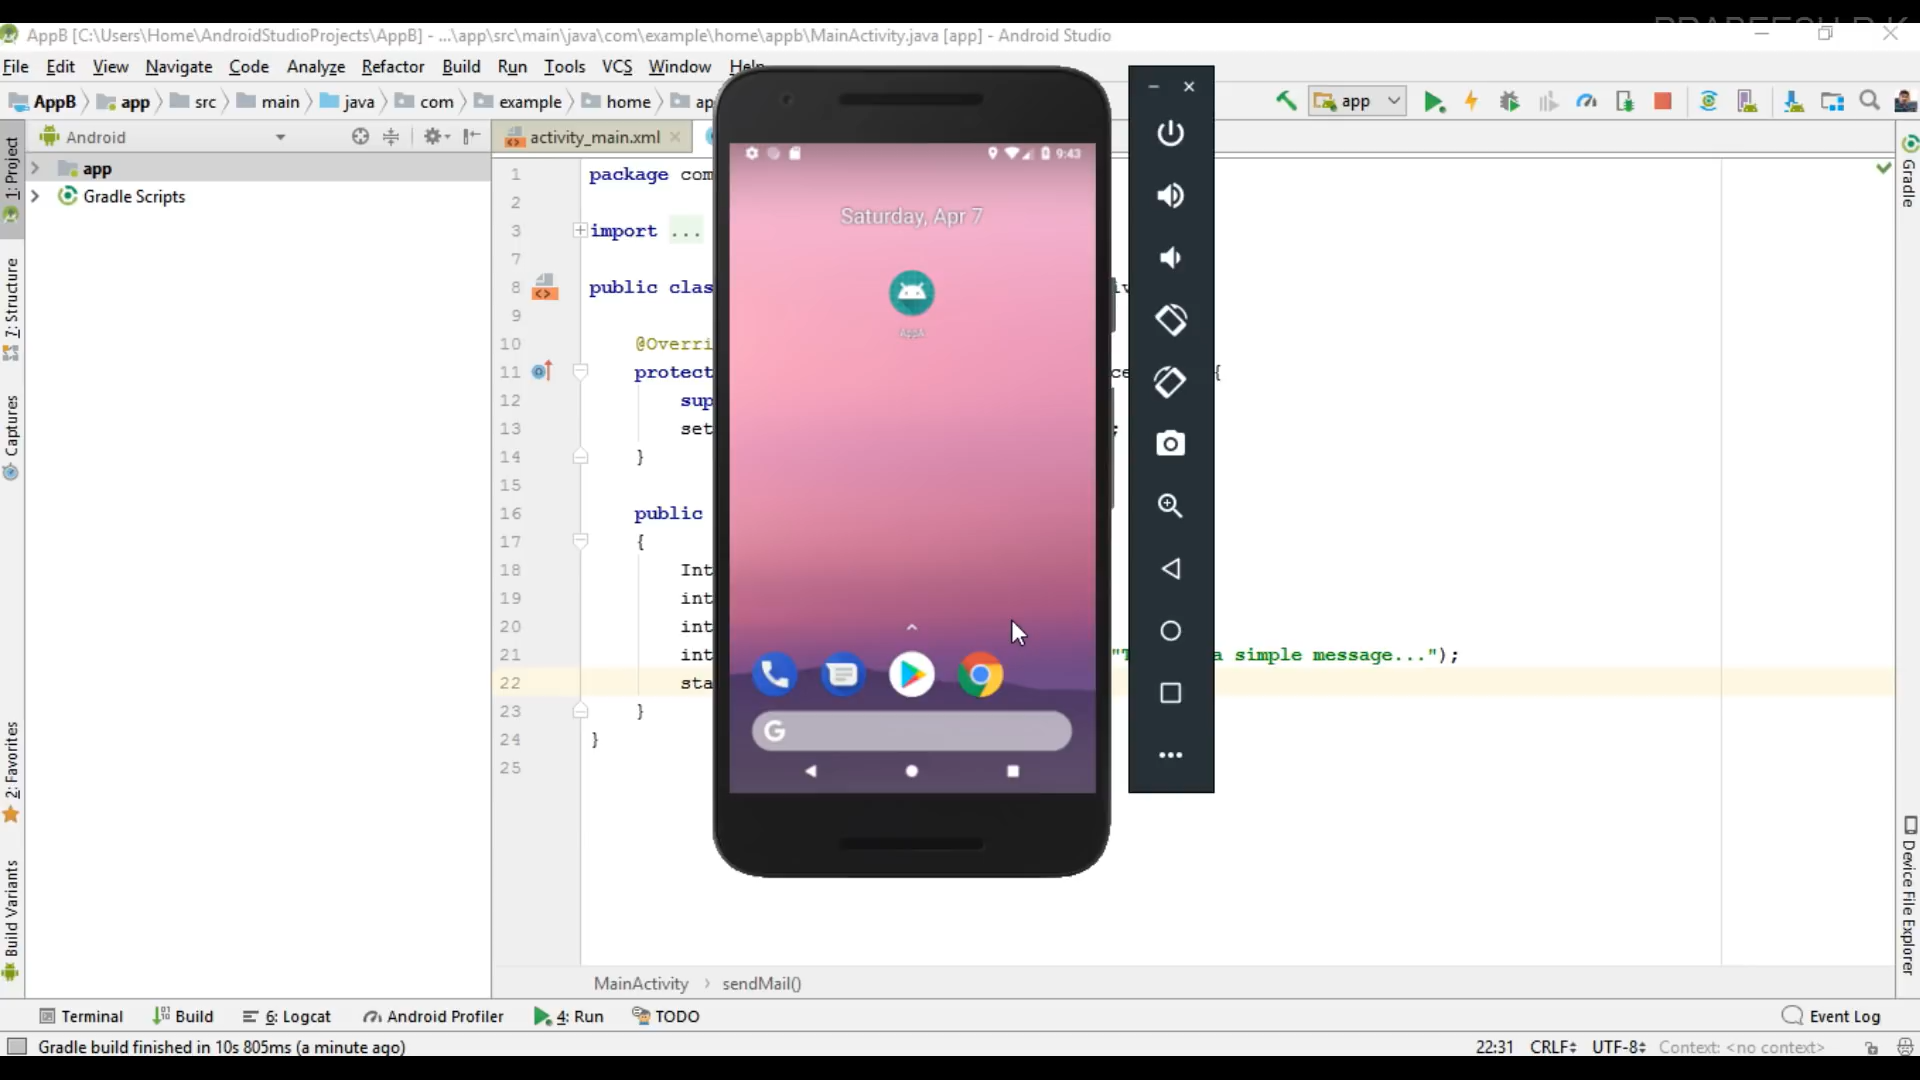 AppB [C:\Users\Home\AndroidStudioProjects\AppB] - ...\app\src\main\java\com\example\home\appb\MainActivity.java [app] - Android Studio
File Edit View Navigate Code Analyze Refactor Build Run Tools VCS Window Help
AppB app src main java com example home ap
app
Android
activity_main.xml
1: Project
7: Structure
Captures
2: Favorites
Build Variants
app
Gradle Scripts
1 package com
2
3 import ...
7
8 public clas
9
10 @Overri
11 protect {
12 sup
13 set ;
14 }
15
16 public
17 {
18 Int
19 int
20 int
21 int a simple message...");
22 sta
23 }
24 }
25
9:43
Saturday, Apr 7
AppA
G
Gradle
Device File Explorer
MainActivity › sendMail()
Terminal Build 6: Logcat Android Profiler 4: Run TODO Event Log
Gradle build finished in 10s 805ms (a minute ago) 22:31 CRLF UTF-8 Context: <no context>